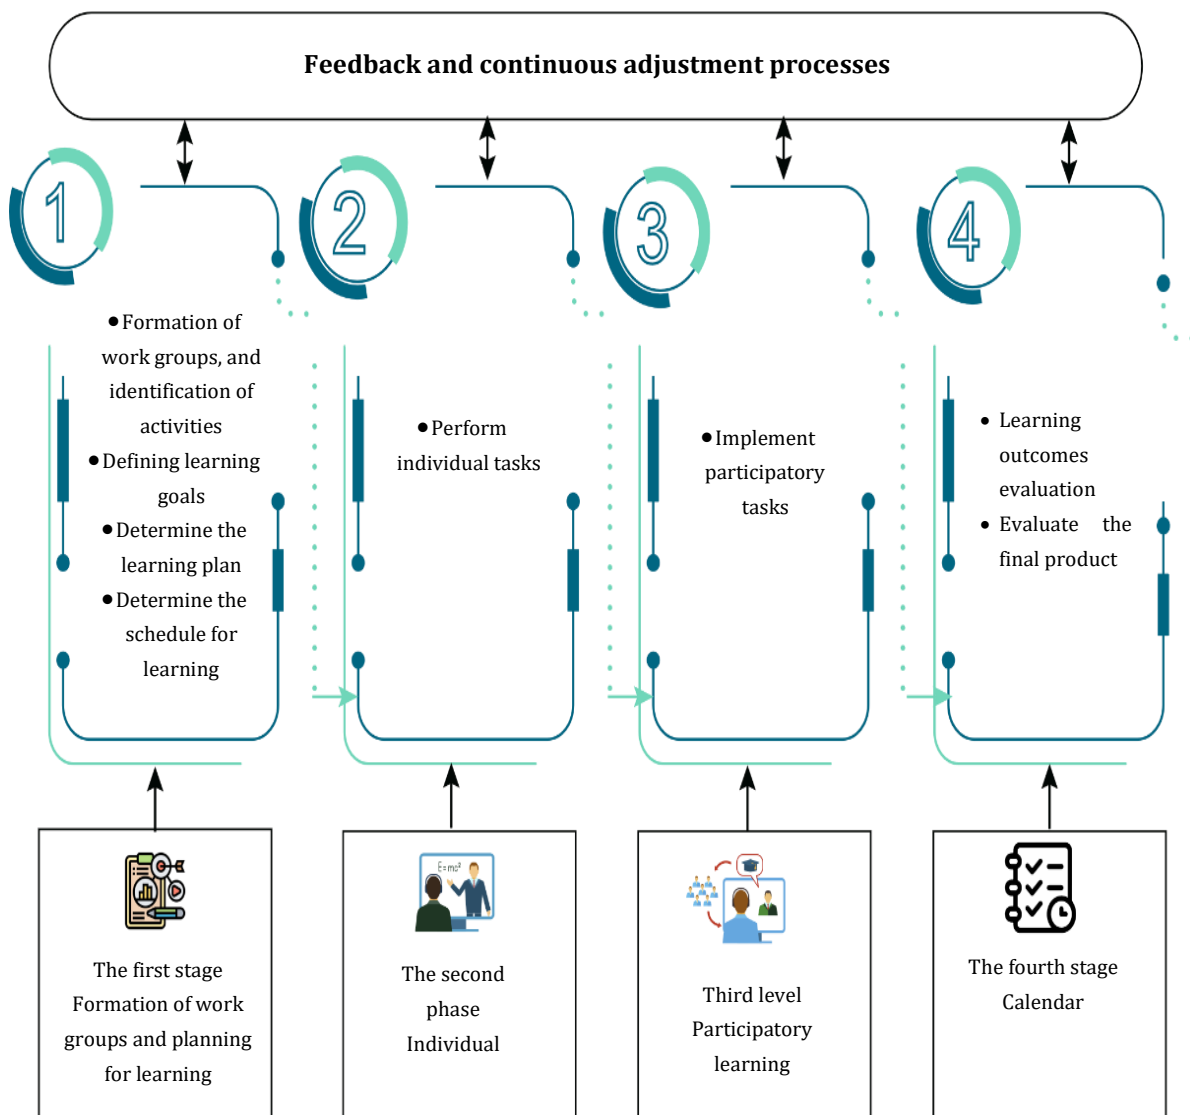 Feedback and continuous adjustment processes
1
2
3
4
•Formation of
work groups, and
identification of
activities
•Defining learning
goals
•Determine the
learning plan
•Determine the
schedule for
learning
•Perform
individual tasks
•Implement
participatory
tasks
• Learning
outcomes
evaluation
• Evaluate the
final product
The first stage
Formation of work
groups and planning
for learning
E=mc²
The second
phase
Individual
Third level
Participatory
learning
The fourth stage
Calendar